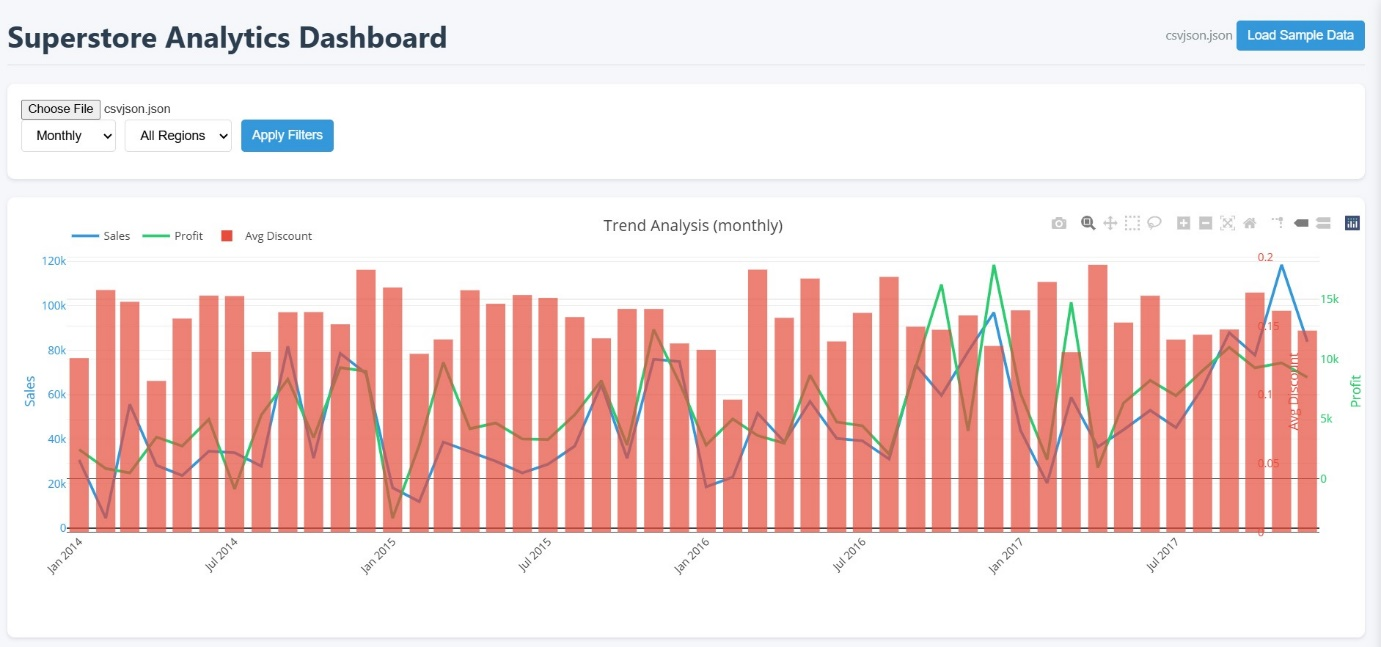 Superstore Analytics Dashboard
csvjson.json Load Sample Data
Choose File csvjson.json
Monthly All Regions Apply Filters
Trend Analysis (monthly)
Sales Profit Avg Discount
120k
100k
80k
60k
40k
20k
0
Sales
0.2
0.15
0.1
0.05
0
Avg Discount
15k
10k
5k
0
Profit
Jan 2014
Jul 2014
Jan 2015
Jul 2015
Jan 2016
Jul 2016
Jan 2017
Jul 2017